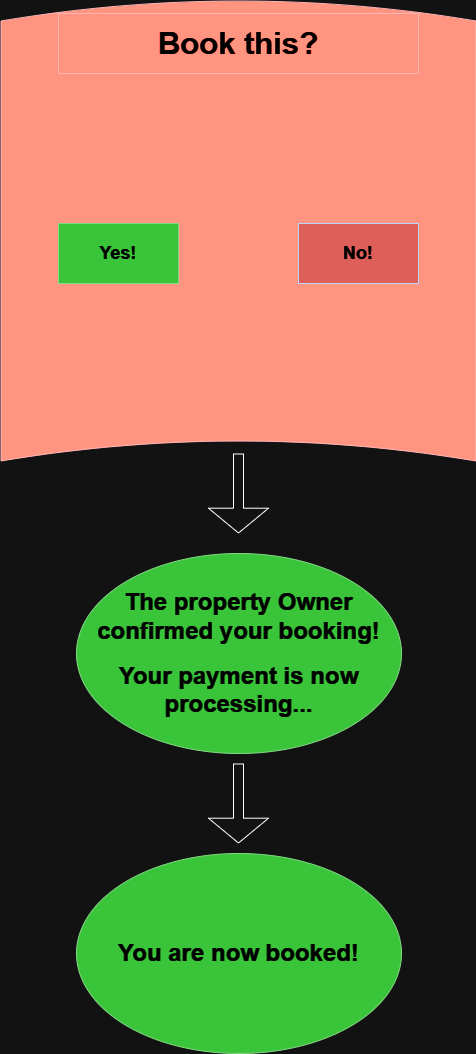 Book this?
Yes!
No!
The property Owner
confirmed your booking!
Your payment is now
processing...
You are now booked!